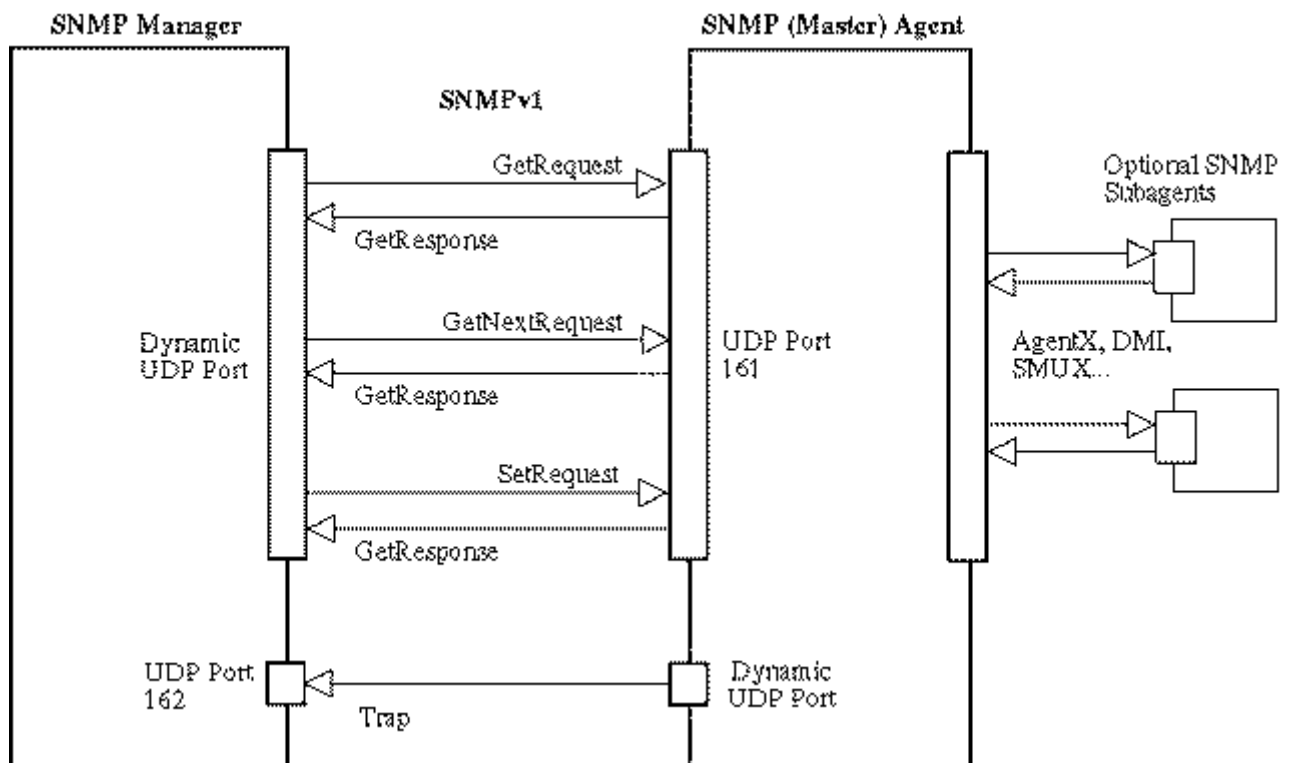 SNMP Manager
SNMP (Master) Agent
SNMPv1
GetRequest
GetResponse
Optional SNMP
Subagents
Dynamic
UDP Port
GetNextRequest
GetResponse
UDP Port
161
AgentX, DMI,
SMUX...
SetRequest
GetResponse
UDP Port
162
Trap
Dynamic
UDP Port